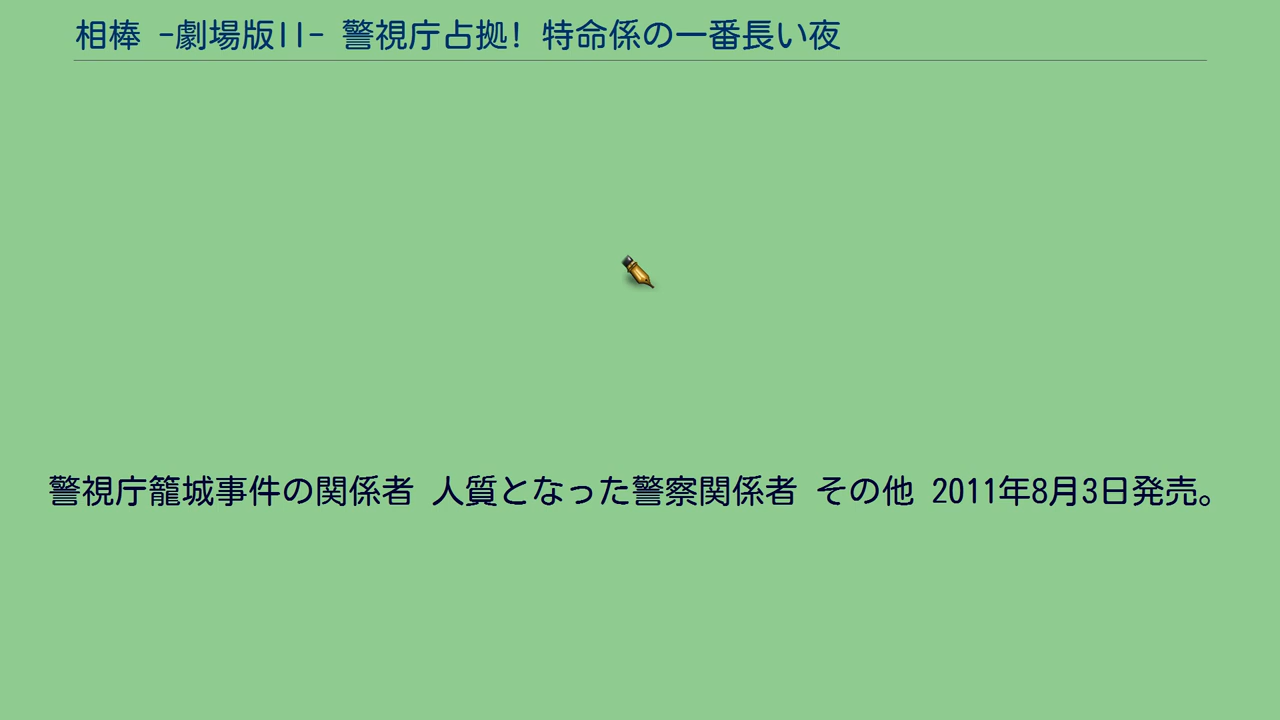 相棒 -劇場版II- 警視庁占拠! 特命係の一番長い夜
警視庁籠城事件の関係者 人質となった警察関係者 その他 2011年8月3日発売。